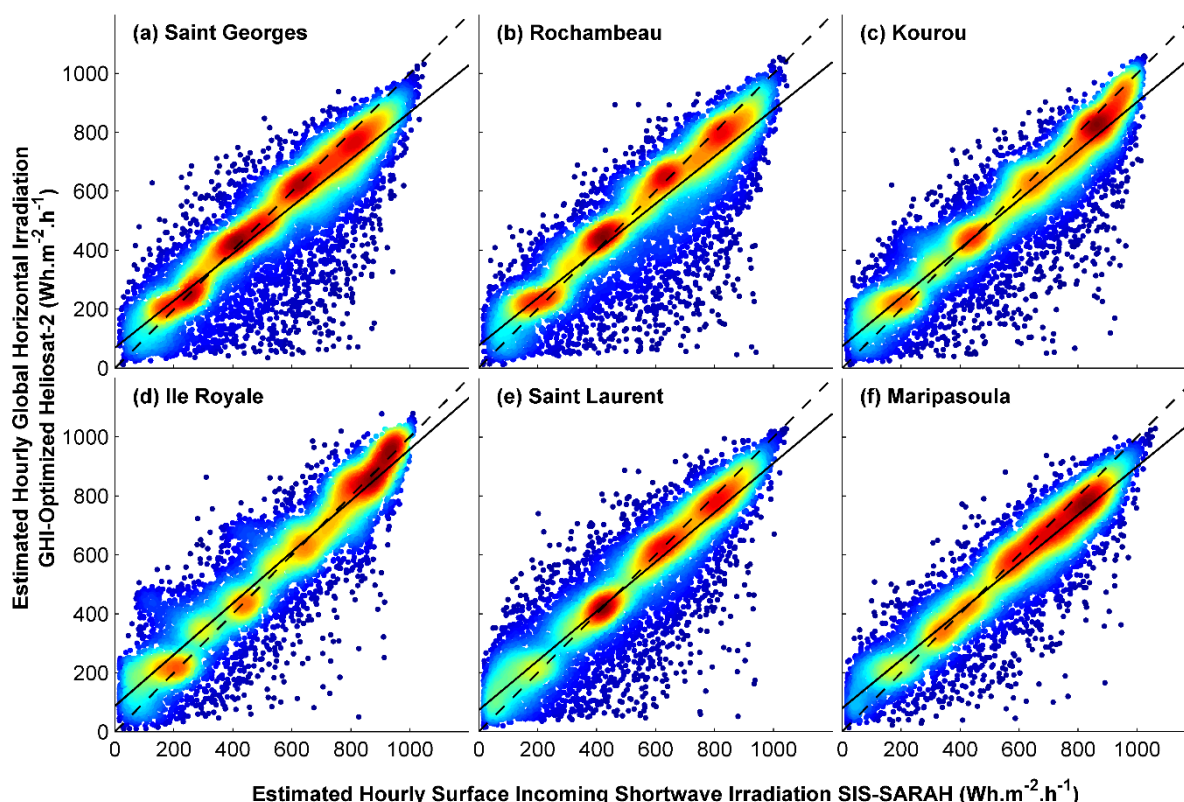 (a) Saint Georges
(b) Rochambeau
(c) Kourou
1000
800
600
400
200
0
(d) Ile Royale
(e) Saint Laurent
(f) Maripasoula
1000
800
600
400
200
0
0 200 400 600 800 1000
0 200 400 600 800 1000
0 200 400 600 800 1000
Estimated Hourly Global Horizontal Irradiation
GHI-Optimized Heliosat-2 (Wh.m⁻².h⁻¹)
Estimated Hourly Surface Incoming Shortwave Irradiation SIS-SARAH (Wh.m⁻².h⁻¹)